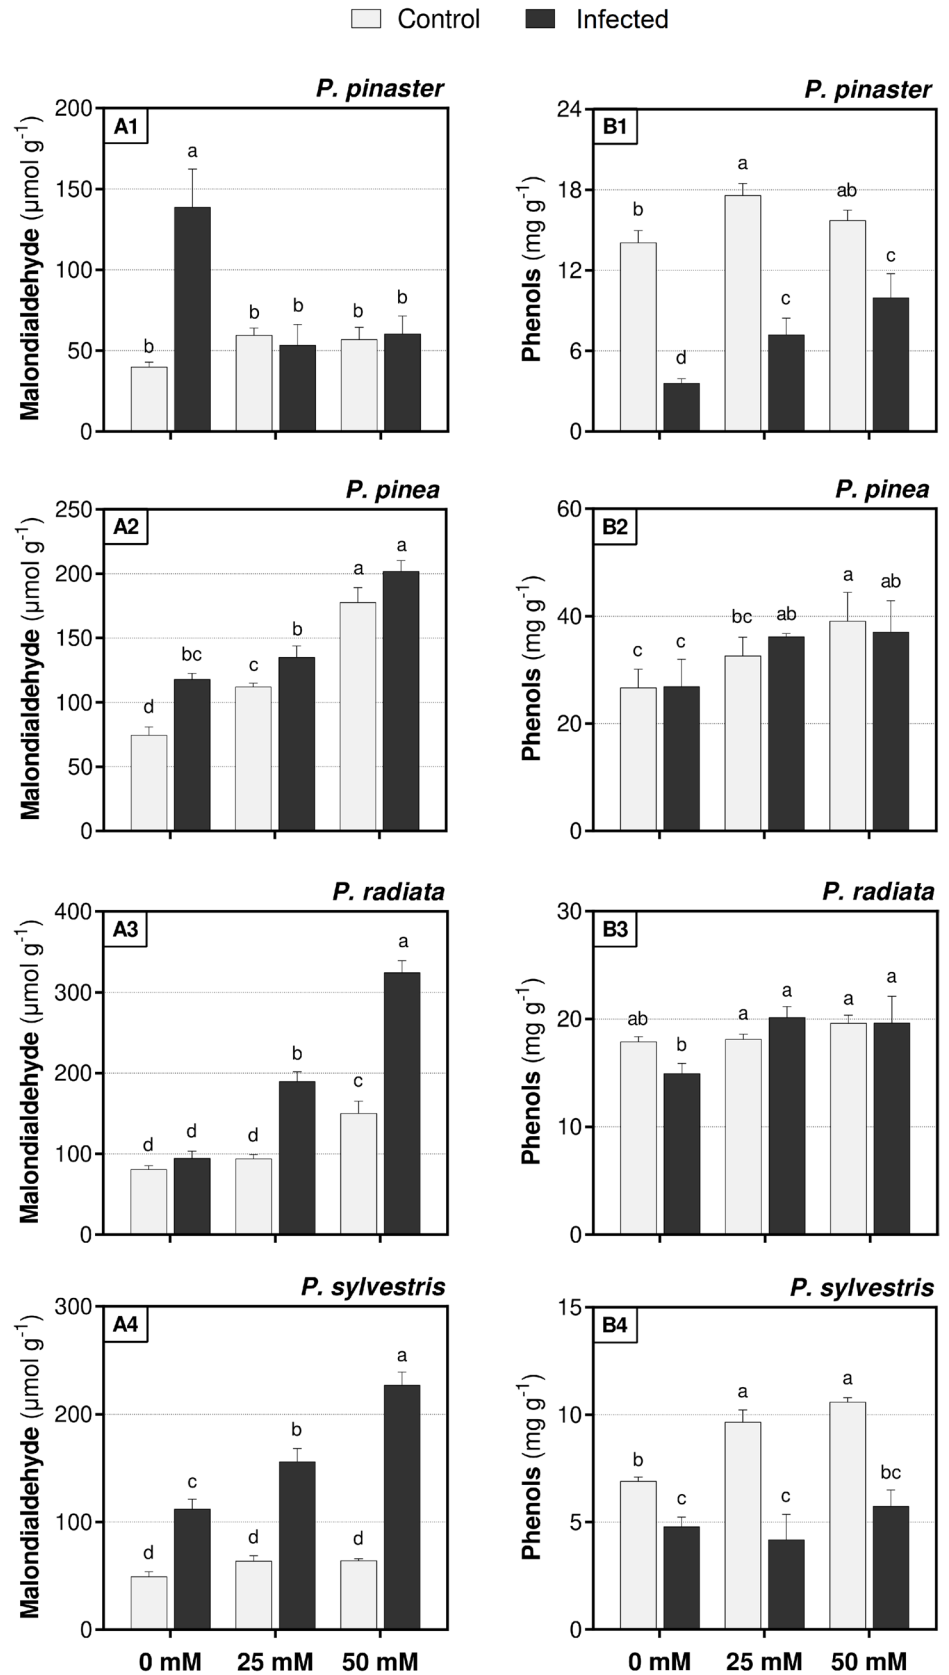 Control Infected
P. pinaster
A1
Malondialdehyde (μmol g⁻¹)
200
150
100
50
0
b a b b b b
P. pinaster
B1
Phenols (mg g⁻¹)
24
18
12
6
0
b d a c ab c
P. pinea
A2
Malondialdehyde (μmol g⁻¹)
250
200
150
100
50
0
d bc c b a a
P. pinea
B2
Phenols (mg g⁻¹)
60
40
20
0
c c bc ab a ab
P. radiata
A3
Malondialdehyde (μmol g⁻¹)
400
300
200
100
0
d d d b c a
P. radiata
B3
Phenols (mg g⁻¹)
30
20
10
0
ab b a a a a
P. sylvestris
A4
Malondialdehyde (μmol g⁻¹)
300
200
100
0
d c d b d a
0 mM 25 mM 50 mM
P. sylvestris
B4
Phenols (mg g⁻¹)
15
10
5
0
b c a c a bc
0 mM 25 mM 50 mM